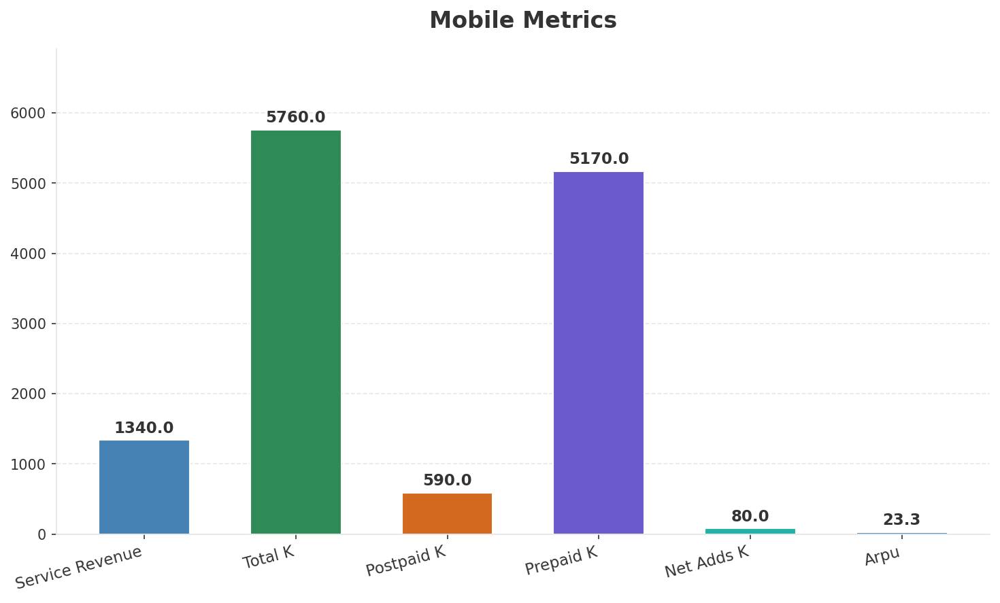 Mobile Metrics
6000
5000
4000
3000
2000
1000
0
1340.0
5760.0
590.0
5170.0
80.0
23.3
Service Revenue
Total K
Postpaid K
Prepaid K
Net Adds K
Arpu